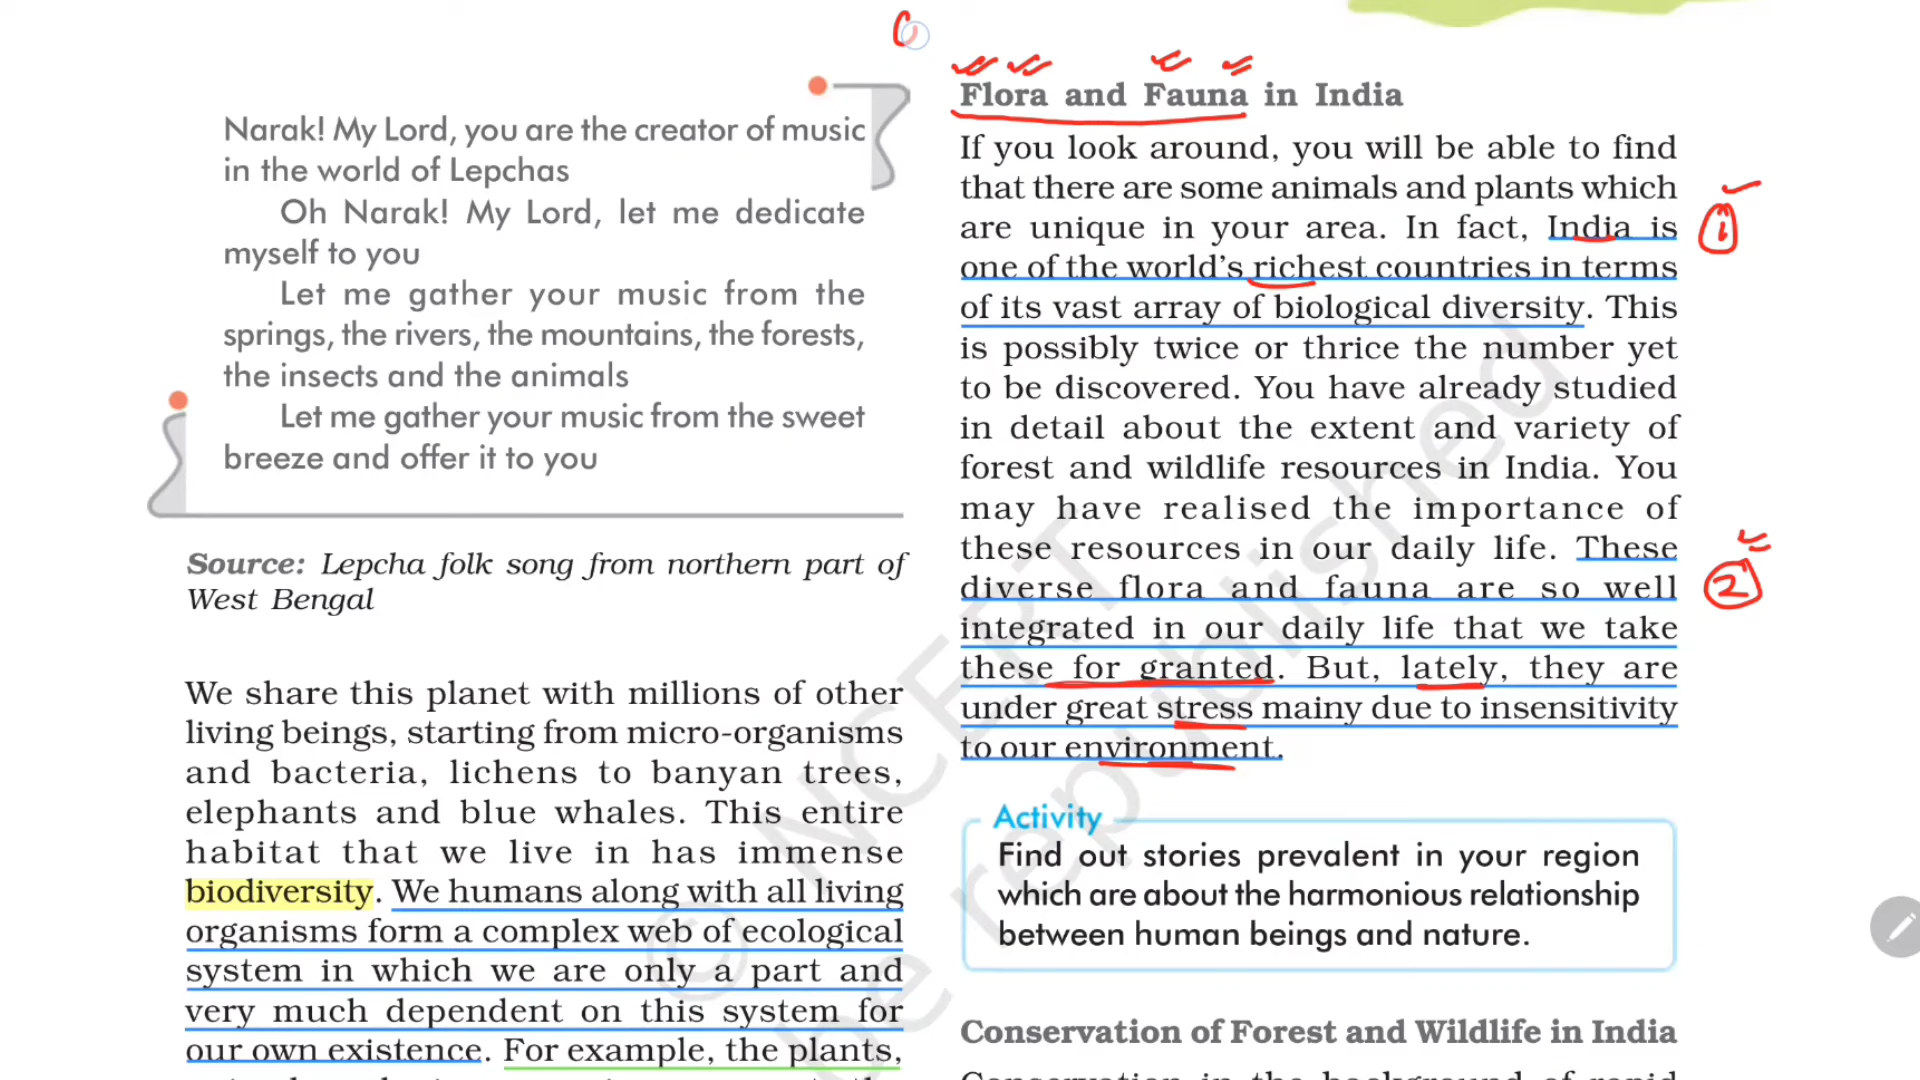 Narak! My Lord, you are the creator of music
in the world of Lepchas
Oh Narak! My Lord, let me dedicate
myself to you
Let me gather your music from the
springs, the rivers, the mountains, the forests,
the insects and the animals
Let me gather your music from the sweet
breeze and offer it to you
Source: Lepcha folk song from northern part of
West Bengal
We share this planet with millions of other
living beings, starting from micro-organisms
and bacteria, lichens to banyan trees,
elephants and blue whales. This entire
habitat that we live in has immense
biodiversity. We humans along with all living
organisms form a complex web of ecological
system in which we are only a part and
very much dependent on this system for
our own existence. For example, the plants,
Flora and Fauna in India
If you look around, you will be able to find
that there are some animals and plants which
are unique in your area. In fact, India is
one of the world's richest countries in terms
of its vast array of biological diversity. This
is possibly twice or thrice the number yet
to be discovered. You have already studied
in detail about the extent and variety of
forest and wildlife resources in India. You
may have realised the importance of
these resources in our daily life. These
diverse flora and fauna are so well
integrated in our daily life that we take
these for granted. But, lately, they are
under great stress mainy due to insensitivity
to our environment.
1
2
Activity
Find out stories prevalent in your region
which are about the harmonious relationship
between human beings and nature.
Conservation of Forest and Wildlife in India
Conservation in the background of rapid
© NCERT
be republished